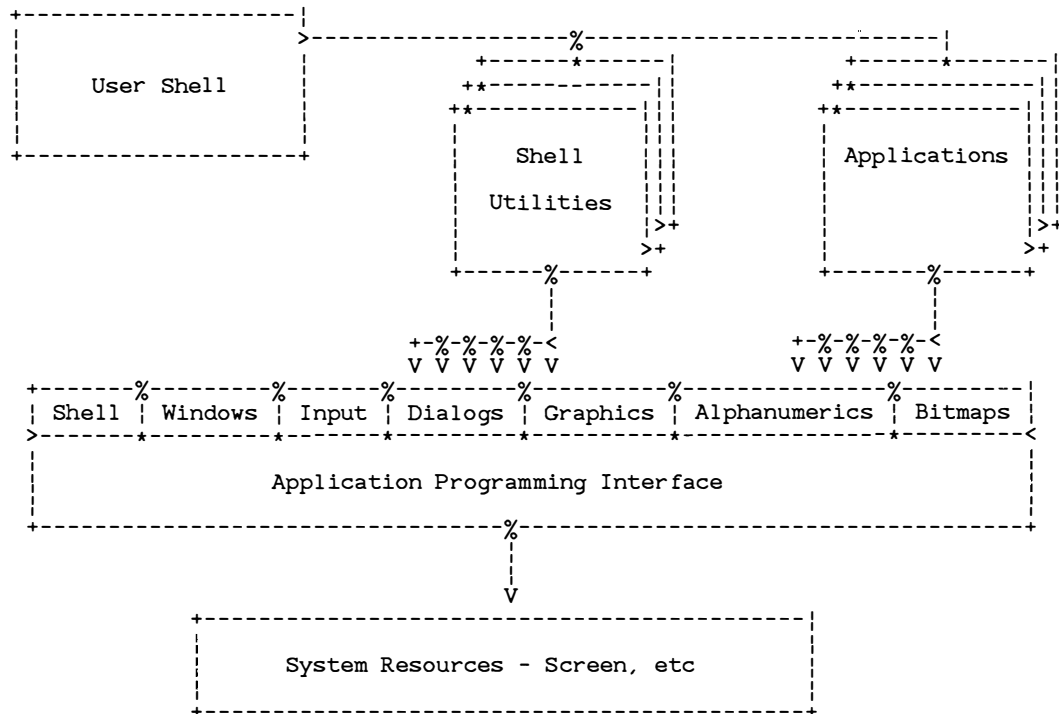 User Shell
Shell
Utilities
Applications
Shell Windows Input Dialogs Graphics Alphanumerics Bitmaps
Application Programming Interface
System Resources - Screen, etc